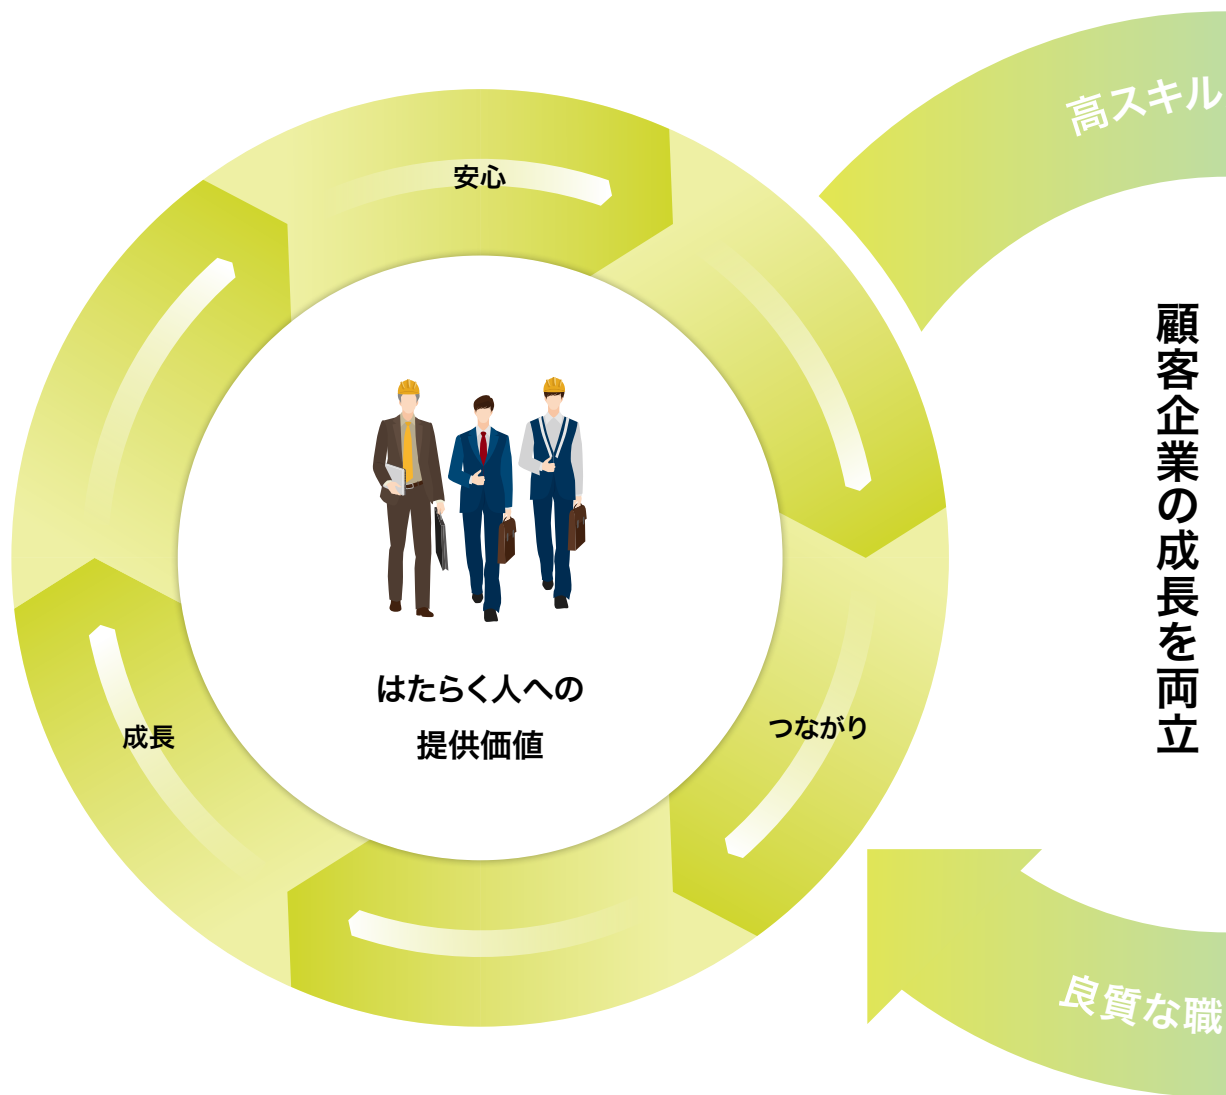 安心
つながり
成長
はたらく人への
提供価値
高スキル
顧客企業の成長を両立
良質な職